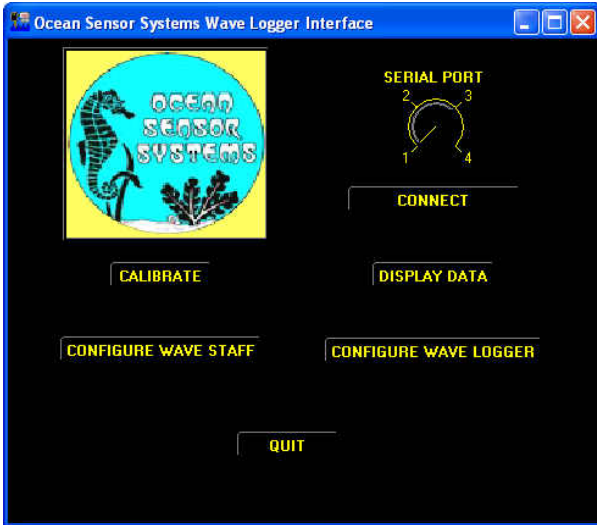 Ocean Sensor Systems Wave Logger Interface
OCEAN
SENSOR
SYSTEMS
SERIAL PORT
2 3
1 4
CONNECT
CALIBRATE
DISPLAY DATA
CONFIGURE WAVE STAFF
CONFIGURE WAVE LOGGER
QUIT